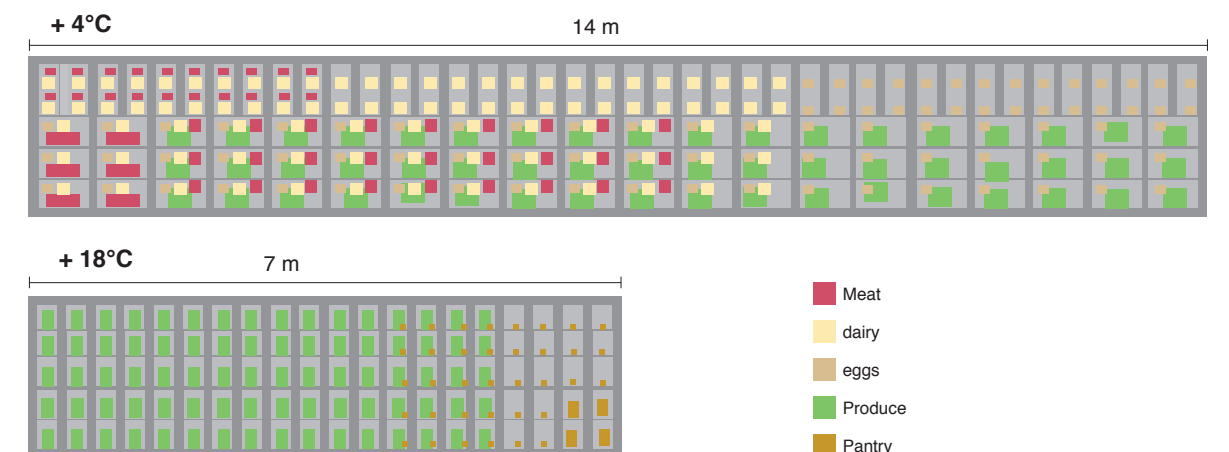 + 4°C
14 m
+ 18°C
7 m
Meat
dairy
eggs
Produce
Pantry